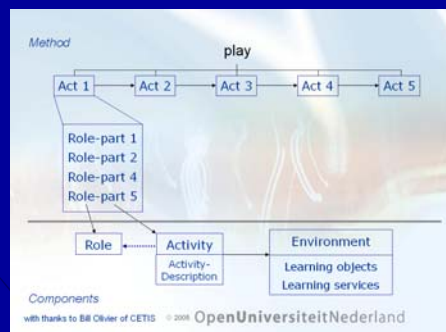 Method
play
Act 1 Act 2 Act 3 Act 4 Act 5
Role-part 1
Role-part 2
Role-part 4
Role-part 5
Role Activity Environment
Activity-
Description
Learning objects
Learning services
Components
with thanks to Bill Olivier of CETIS © 2005 OpenUniversiteitNederland